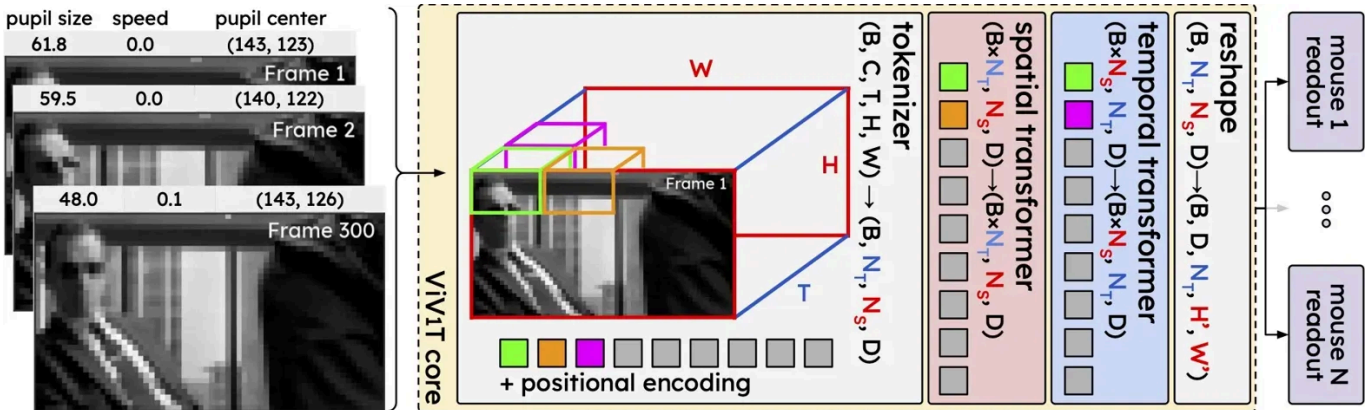 pupil size speed pupil center
61.8 0.0 (143, 123)
Frame 1
59.5 0.0 (140, 122)
Frame 2
48.0 0.1 (143, 126)
Frame 300
ViV1T core
W
H
T
Frame 1
+ positional encoding
tokenizer
(B, C, T, H, W)→(B, N_T, N_S, D)
spatial transformer
(B×N_T, N_S, D)→(B×N_T, N_S, D)
temporal transformer
(B×N_S, N_T, D)→(B×N_S, N_T, D)
reshape
(B, N_T, N_S, D)→(B, D, N_T, H', W')
mouse 1
readout
mouse N
readout